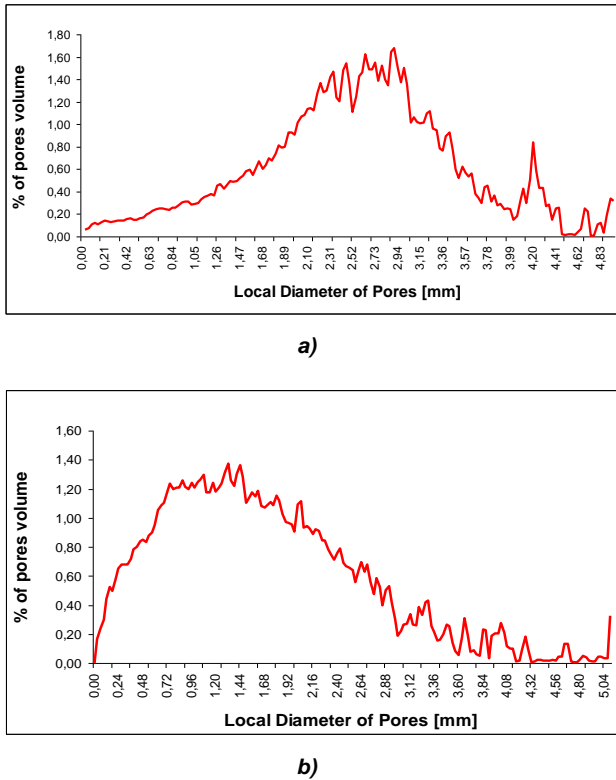 1,80
1,60
1,40
1,20
1,00
0,80
0,60
0,40
0,20
0,00
% of pores volume
0,00 0,21 0,42 0,63 0,84 1,05 1,26 1,47 1,68 1,89 2,10 2,31 2,52 2,73 2,94 3,15 3,36 3,57 3,78 3,99 4,20 4,41 4,62 4,83
Local Diameter of Pores [mm]
a)
1,60
1,40
1,20
1,00
0,80
0,60
0,40
0,20
0,00
% of pores volume
0,00 0,24 0,48 0,72 0,96 1,20 1,44 1,68 1,92 2,16 2,40 2,64 2,88 3,12 3,36 3,60 3,84 4,08 4,32 4,56 4,80 5,04
Local Diameter of Pores [mm]
b)